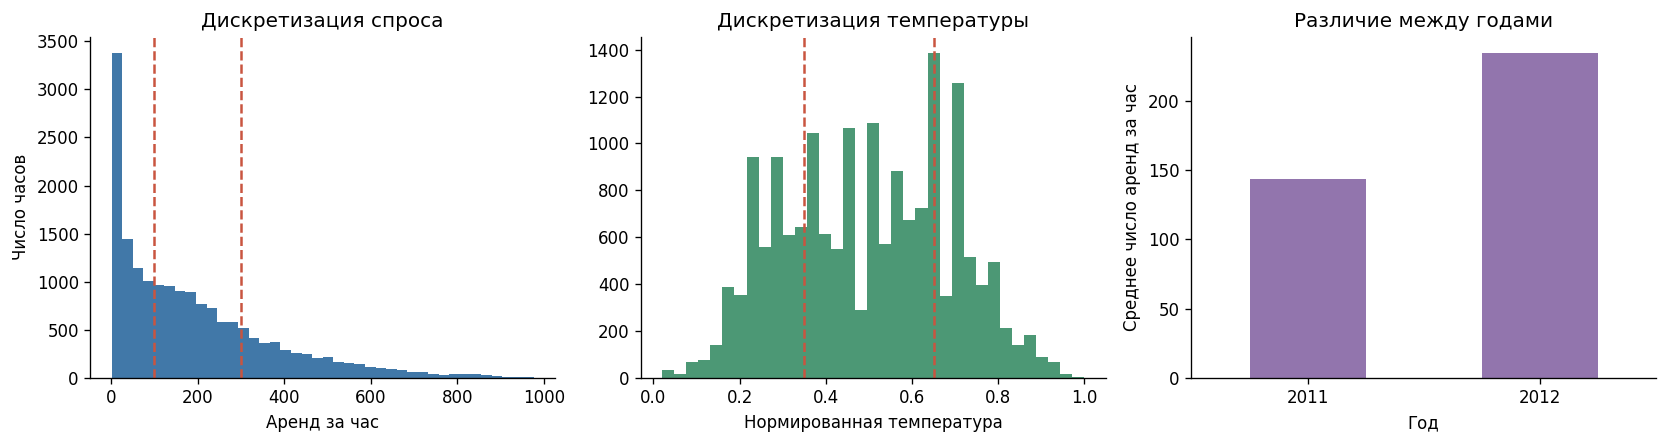 Дискретизация спроса
Число часов
3500
3000
2500
2000
1500
1000
500
0
0 200 400 600 800 1000
Аренд за час
Дискретизация температуры
1400
1200
1000
800
600
400
200
0
0.0 0.2 0.4 0.6 0.8 1.0
Нормированная температура
Различие между годами
Среднее число аренд за час
200
150
100
50
0
2011 2012
Год